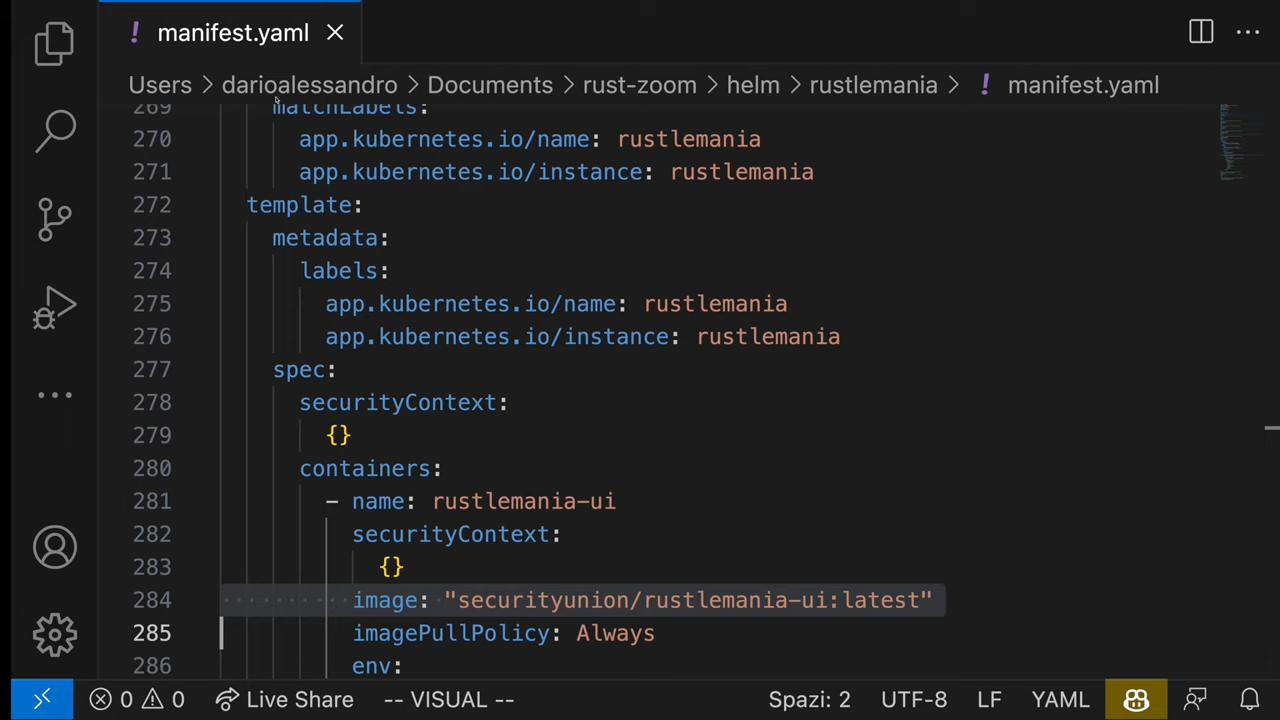 ! manifest.yaml ×
Users > darioalessandro > Documents > rust-zoom > helm > rustlemania > ! manifest.yaml
269 matchLabels:
270 app.kubernetes.io/name: rustlemania
271 app.kubernetes.io/instance: rustlemania
272 template:
273 metadata:
274 labels:
275 app.kubernetes.io/name: rustlemania
276 app.kubernetes.io/instance: rustlemania
277 spec:
278 securityContext:
279 {}
280 containers:
281 - name: rustlemania-ui
282 securityContext:
283 {}
284 image: "securityunion/rustlemania-ui:latest"
285 imagePullPolicy: Always
286 env:
0 0 Live Share -- VISUAL -- Spazi: 2 UTF-8 LF YAML